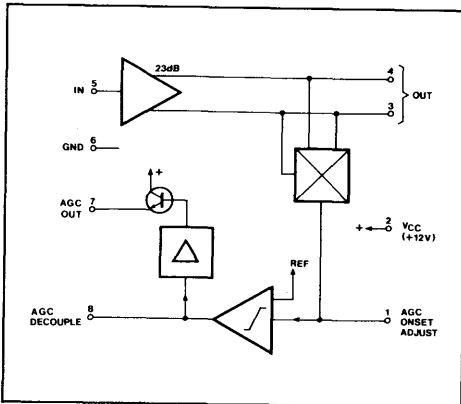 23dB
4
IN 5
OUT
3
GND 6
+
AGC OUT 7
2
+ VCC (+12V)
REF
Δ
AGC DECOUPLE 8
1 AGC ONSET ADJUST